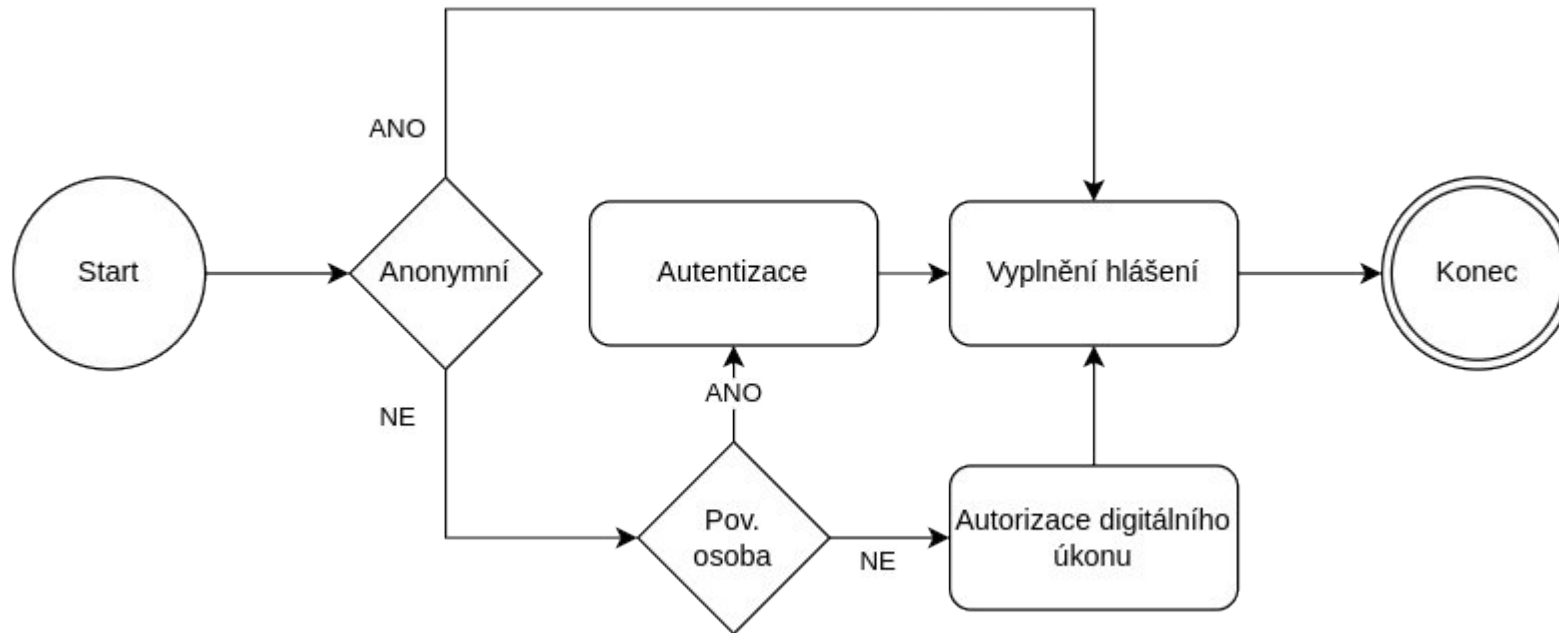 ANO
Start
Anonymní
Autentizace
Vyplnění hlášení
Konec
ANO
NE
Pov.
osoba
NE
Autorizace digitálního
úkonu